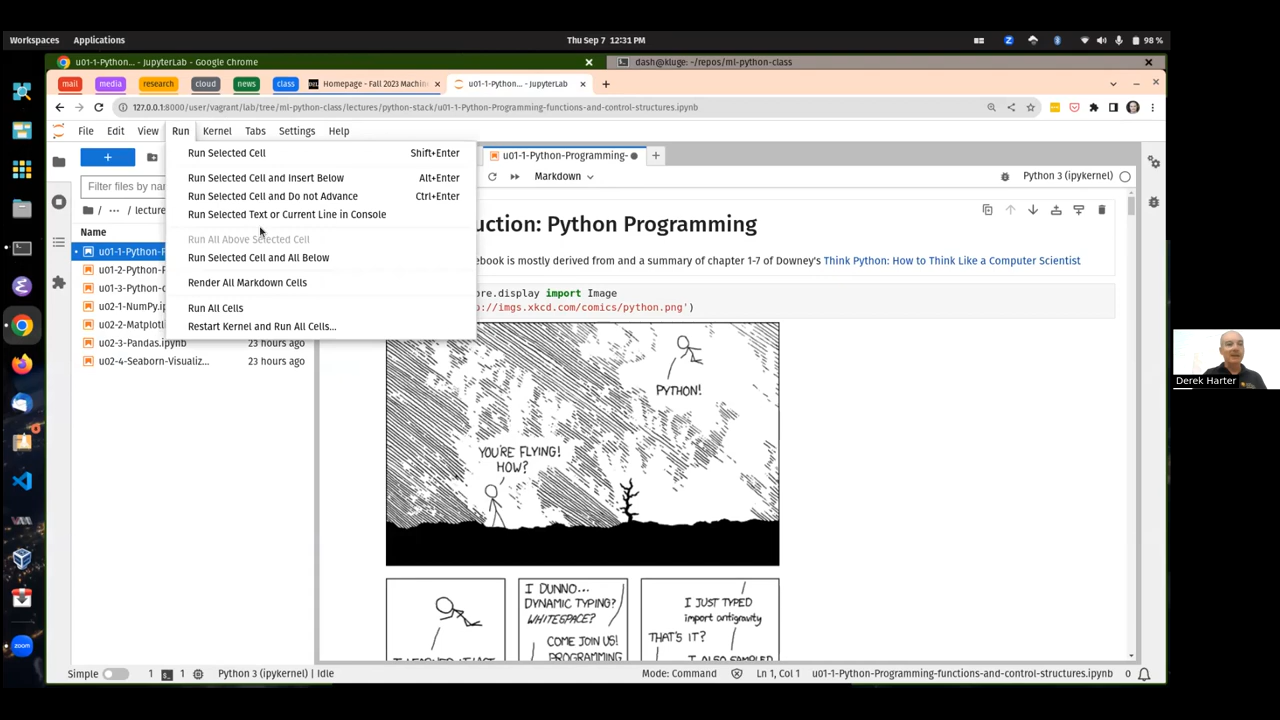 Workspaces Applications Thu Sep 7 12:31 PM 98 %
u01-1-Python... - JupyterLab - Google Chrome
dash@kluge: ~/repos/ml-python-class
mail media research cloud news class Homepage - Fall 2023 Machin u01-1-Python... - JupyterLab
127.0.0.1:8000/user/vagrant/lab/tree/ml-python-class/lectures/python-stack/u01-1-Python-Programming-functions-and-control-structures.ipynb
File Edit View Run Kernel Tabs Settings Help
Run Selected Cell Shift+Enter
Run Selected Cell and Insert Below Alt+Enter
Run Selected Cell and Do not Advance Ctrl+Enter
Run Selected Text or Current Line in Console
Run All Above Selected Cell
Run Selected Cell and All Below
Render All Markdown Cells
Run All Cells
Restart Kernel and Run All Cells...
Filter files by nam
/ ... / lecture
Name
u01-1-Python-P
u01-2-Python-P
u01-3-Python-o
u02-1-NumPy.ip
u02-2-Matplotl
u02-3-Pandas.ipynb 23 hours ago
u02-4-Seaborn-Visualiz... 23 hours ago
u01-1-Python-Programming-
Markdown
Python 3 (ipykernel)
uction: Python Programming
ebook is mostly derived from and a summary of chapter 1-7 of Downey's Think Python: How to Think Like a Computer Scientist
ore.display import Image
p://imgs.xkcd.com/comics/python.png')
PYTHON!
YOU'RE FLYING!
HOW?
I DUNNO...
DYNAMIC TYPING?
WHITESPACE?
COME JOIN US!
PROGRAMMING
I JUST TYPED
import antigravity
THAT'S IT?
I ALSO SAMPLED
Derek Harter
Simple 1 1 Python 3 (ipykernel) | Idle Mode: Command Ln 1, Col 1 u01-1-Python-Programming-functions-and-control-structures.ipynb 0